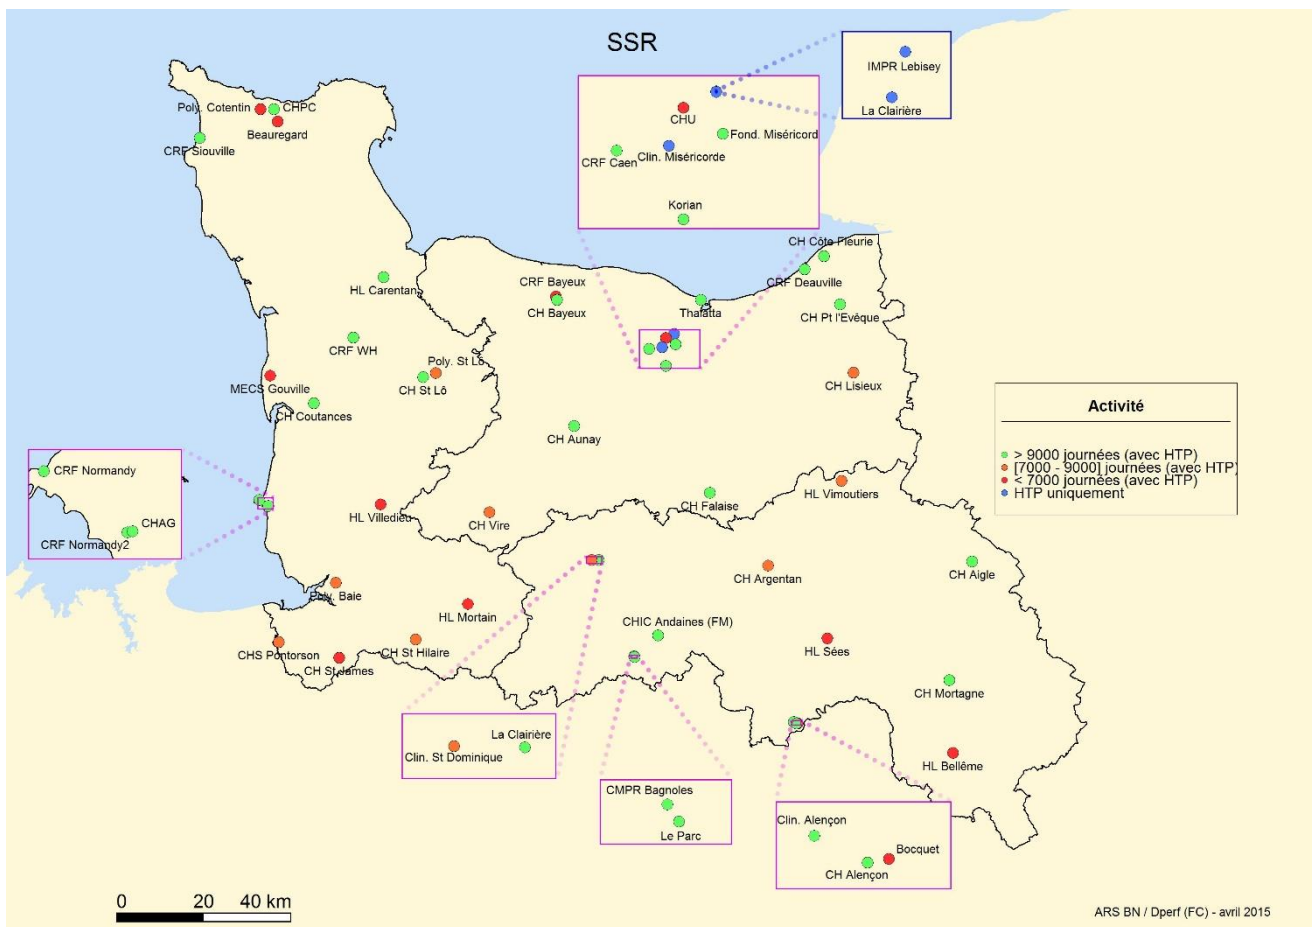 SSR
IMPR Lebisey
La Clairière
CHU
Fond. Miséricord
Clin. Miséricorde
CRF Caen
Korian
Poly. Cotentin
CHPC
Beauregard
CRF Siouville
CH Côte Fleurie
CRF Deauville
CRF Bayeux
HL Carentan
CH Bayeux
Thalatta
CH Pt l'Evêque
CRF WH
Poly. St Lô
MECS Gouville
CH St Lô
CH Lisieux
CH Coutances
Activité
CH Aunay
> 9000 journées (avec HTP)
[7000 - 9000] journées (avec HTP)
< 7000 journées (avec HTP)
HTP uniquement
CRF Normandy
CHAG
CRF Normandy2
HL Vimoutiers
CH Falaise
HL Villedieu
CH Vire
CH Argentan
CH Aigle
Poly. Baie
HL Mortain
CHIC Andaines (FM)
CHS Pontorson
CH St Hilaire
HL Sées
CH St James
CH Mortagne
La Clairière
Clin. St Dominique
HL Bellême
CMPR Bagnoles
Le Parc
Clin. Alençon
Bocquet
CH Alençon
0 20 40 km
ARS BN / Dperf (FC) - avril 2015